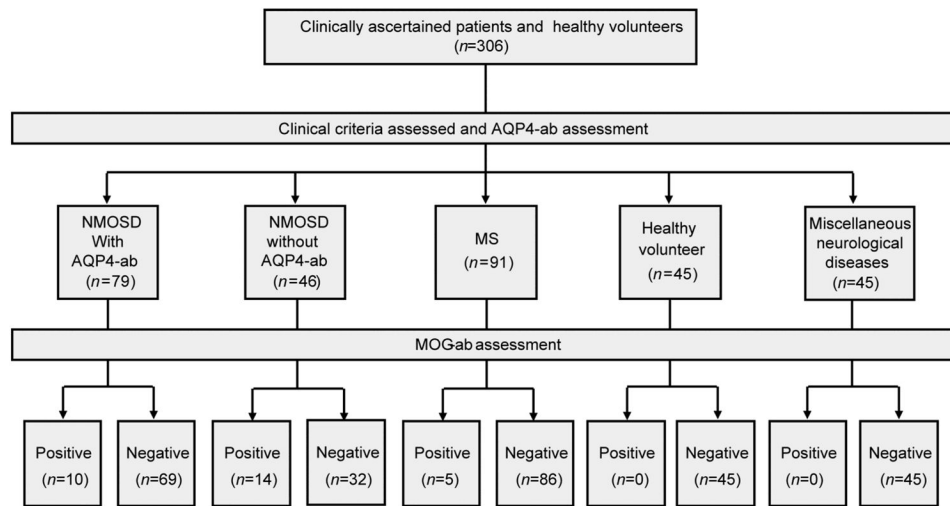 Clinically ascertained patients and healthy volunteers
(n=306)
Clinical criteria assessed and AQP4-ab assessment
NMOSD
With
AQP4-ab
(n=79)
NMOSD
without
AQP4-ab
(n=46)
MS
(n=91)
Healthy
volunteer
(n=45)
Miscellaneous
neurological
diseases
(n=45)
MOG-ab assessment
Positive
(n=10)
Negative
(n=69)
Positive
(n=14)
Negative
(n=32)
Positive
(n=5)
Negative
(n=86)
Positive
(n=0)
Negative
(n=45)
Positive
(n=0)
Negative
(n=45)